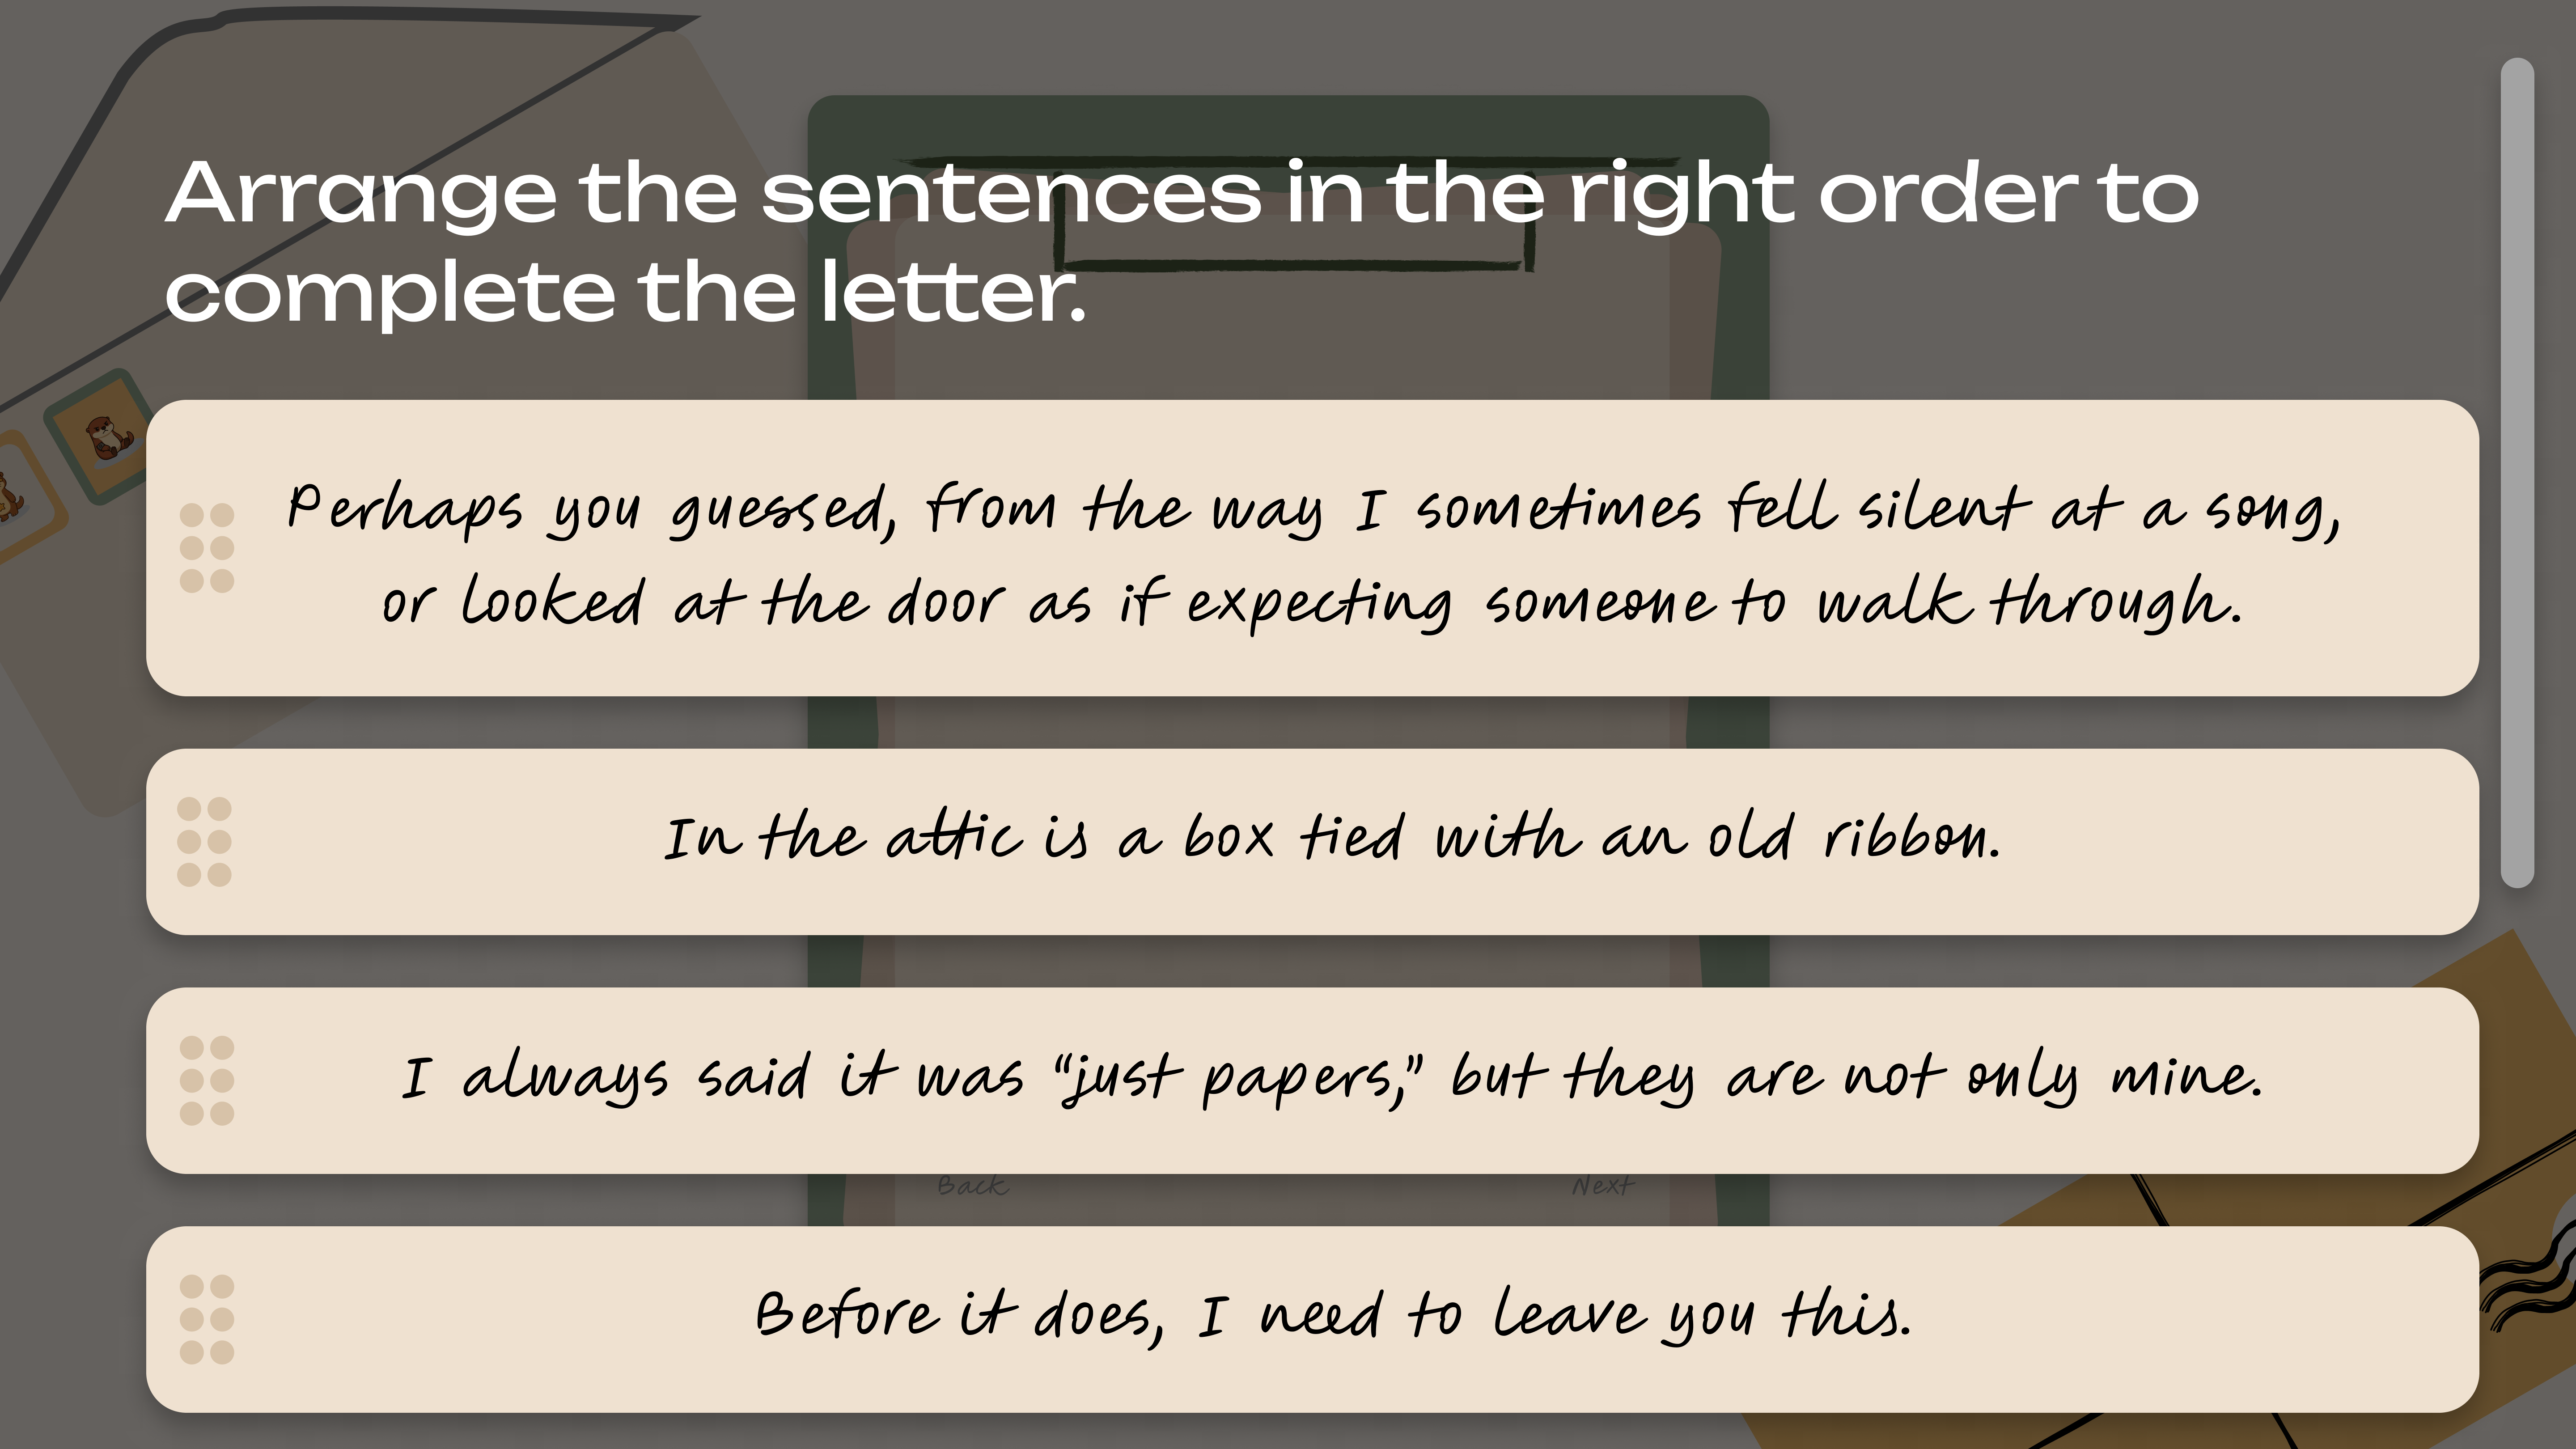 Arrange the sentences in the right order to
complete the letter.
Perhaps you guessed, from the way I sometimes fell silent at a song,
or looked at the door as if expecting someone to walk through.
In the attic is a box tied with an old ribbon.
I always said it was “just papers,” but they are not only mine.
Back
Next
Before it does, I need to leave you this.